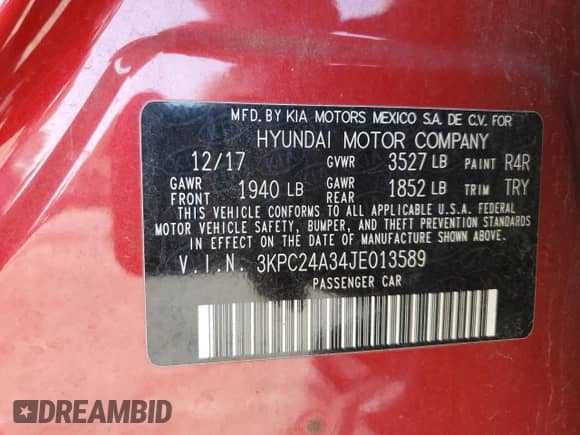 MFD. BY KIA MOTORS MEXICO S.A. DE C.V. FOR
HYUNDAI MOTOR COMPANY
12/17 GVWR 3527 LB PAINT R4R
GAWR FRONT 1940 LB GAWR REAR 1852 LB TRIM TRY
THIS VEHICLE CONFORMS TO ALL APPLICABLE U.S.A. FEDERAL
MOTOR VEHICLE SAFETY, BUMPER, AND THEFT PREVENTION STANDARDS
IN EFFECT ON THE DATE OF MANUFACTURE SHOWN ABOVE.
V.I.N. 3KPC24A34JE013589
PASSENGER CAR
DREAMBID